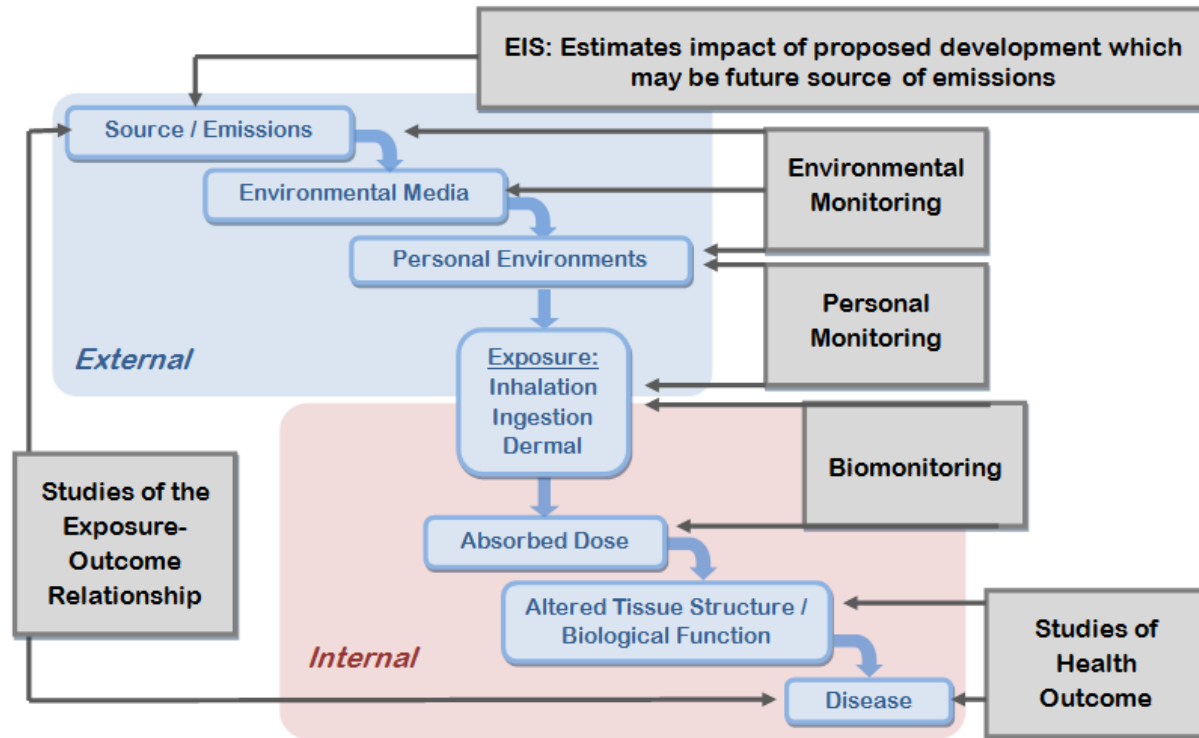 EIS: Estimates impact of proposed development which
may be future source of emissions
Source / Emissions
Environmental
Monitoring
Environmental Media
Personal Environments
Personal
Monitoring
External
Exposure:
Inhalation
Ingestion
Dermal
Biomonitoring
Studies of the
Exposure-
Outcome
Relationship
Absorbed Dose
Altered Tissue Structure /
Biological Function
Studies of
Health
Outcome
Internal
Disease